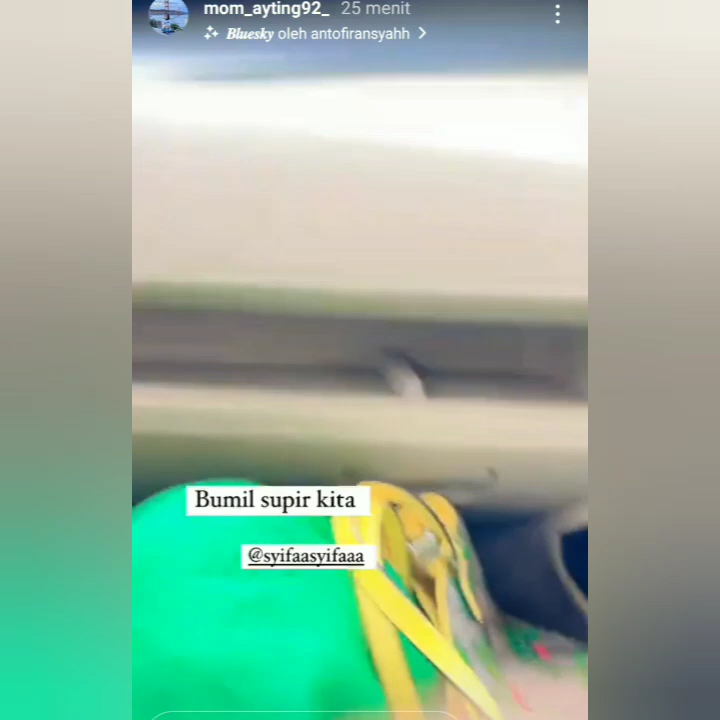 mom_ayting92_ 25 menit
Bluesky oleh antofiransyahh
Bumil supir kita
@syifaasyifaaa